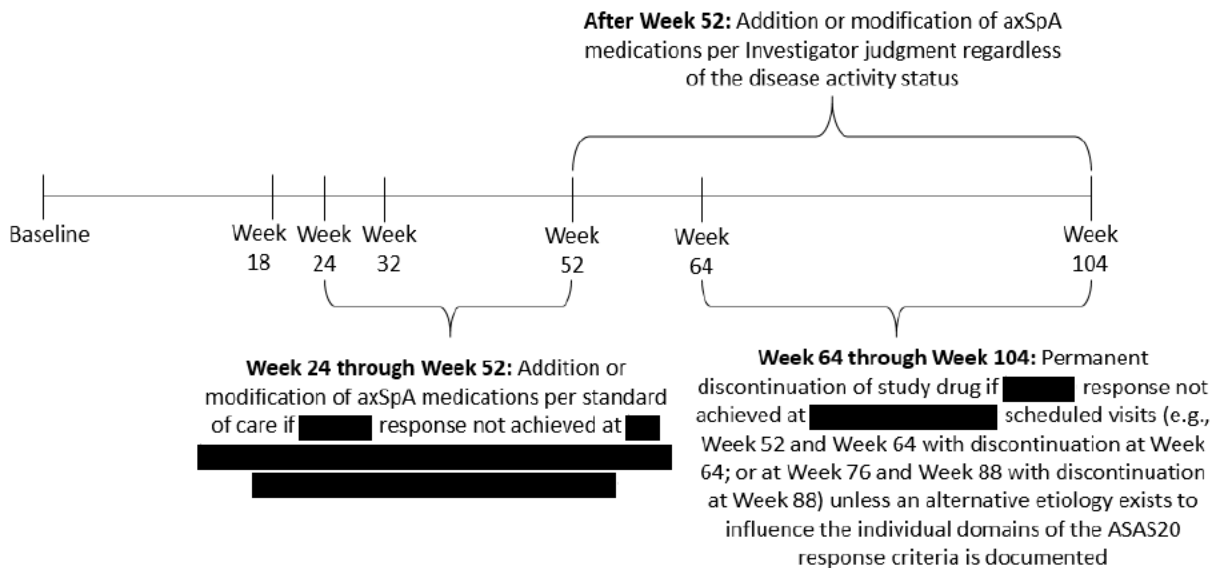 After Week 52: Addition or modification of axSpA
medications per Investigator judgment regardless
of the disease activity status
Baseline
Week 18
Week 24
Week 32
Week 52
Week 64
Week 104
Week 24 through Week 52: Addition or
modification of axSpA medications per standard
of care if response not achieved at
Week 64 through Week 104: Permanent
discontinuation of study drug if response not
achieved at scheduled visits (e.g.,
Week 52 and Week 64 with discontinuation at Week
64; or at Week 76 and Week 88 with discontinuation
at Week 88) unless an alternative etiology exists to
influence the individual domains of the ASAS20
response criteria is documented